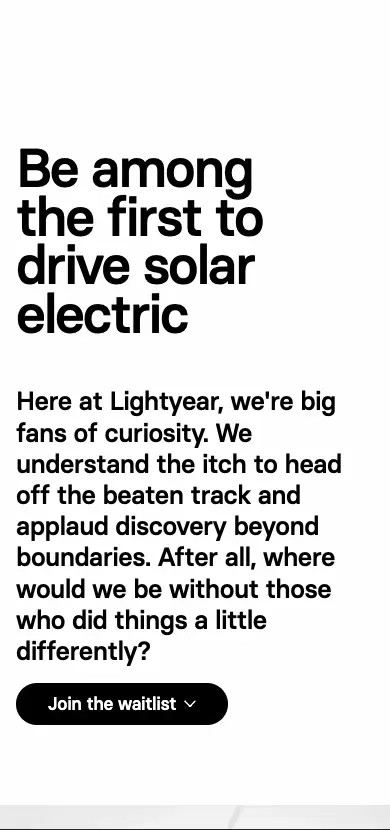 Be among
the first to
drive solar
electric
Here at Lightyear, we're big
fans of curiosity. We
understand the itch to head
off the beaten track and
applaud discovery beyond
boundaries. After all, where
would we be without those
who did things a little
differently?
Join the waitlist